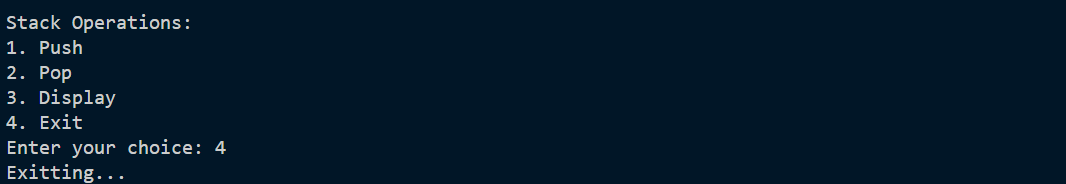 Stack Operations:
1. Push
2. Pop
3. Display
4. Exit
Enter your choice: 4
Exitting...